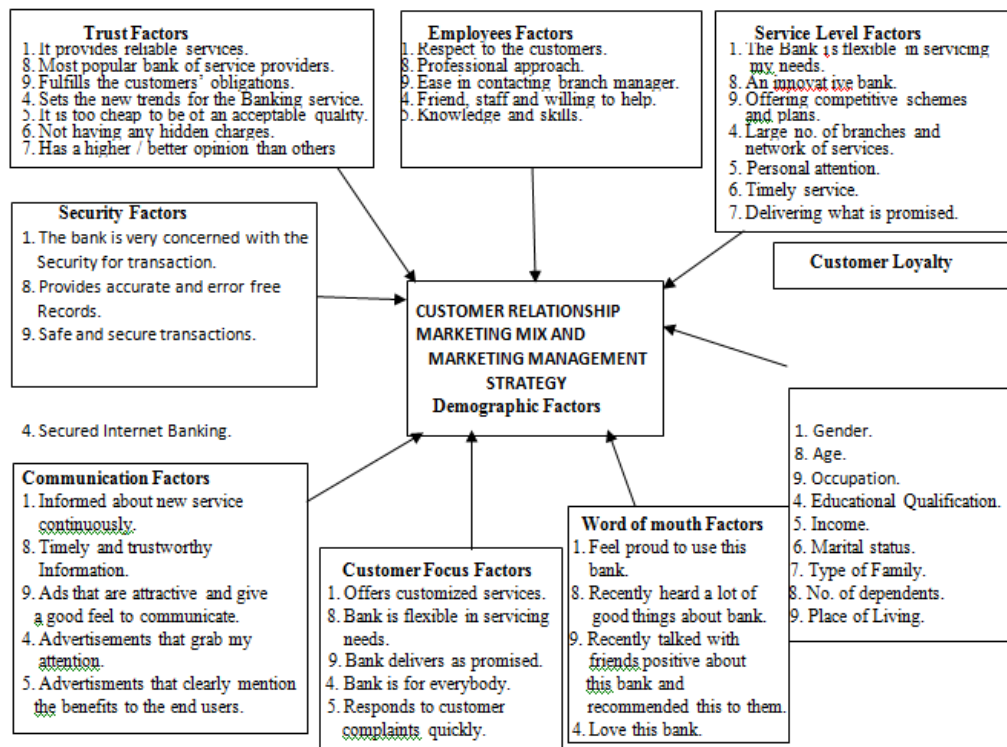 Trust Factors
1. It provides reliable services.
8. Most popular bank of service providers.
9. Fulfills the customers' obligations.
4. Sets the new trends for the Banking service.
5. It is too cheap to be of an acceptable quality.
6. Not having any hidden charges.
7. Has a higher / better opinion than others
Employees Factors
1. Respect to the customers.
8. Professional approach.
9. Ease in contacting branch manager.
4. Friend, staff and willing to help.
5. Knowledge and skills.
Service Level Factors
1. The Bank is flexible in servicing
my needs.
8. An innovat ive bank.
9. Offering competitive schemes
and plans.
4. Large no. of branches and
network of services.
5. Personal attention.
6. Timely service.
7. Delivering what is promised.
Security Factors
1. The bank is very concerned with the
Security for transaction.
8. Provides accurate and error free
Records.
9. Safe and secure transactions.
4. Secured Internet Banking.
Customer Loyalty
CUSTOMER RELATIONSHIP
MARKETING MIX AND
MARKETING MANAGEMENT
STRATEGY
Demographic Factors
1. Gender.
8. Age.
9. Occupation.
4. Educational Qualification.
5. Income.
6. Marital status.
7. Type of Family.
8. No. of dependents.
9. Place of Living.
Communication Factors
1. Informed about new service
continuously.
8. Timely and trustworthy
Information.
9. Ads that are attractive and give
a good feel to communicate.
4. Advertisements that grab my
attention.
5. Advertisments that clearly mention
the benefits to the end users.
Customer Focus Factors
1. Offers customized services.
8. Bank is flexible in servicing
needs.
9. Bank delivers as promised.
4. Bank is for everybody.
5. Responds to customer
complaints quickly.
Word of mouth Factors
1. Feel proud to use this
bank.
8. Recently heard a lot of
good things about bank.
9. Recently talked with
friends positive about
this bank and
recommended this to them.
4. Love this bank.